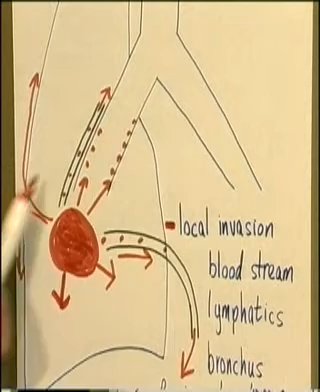 - local invasion
blood stream
lymphatics
bronchus